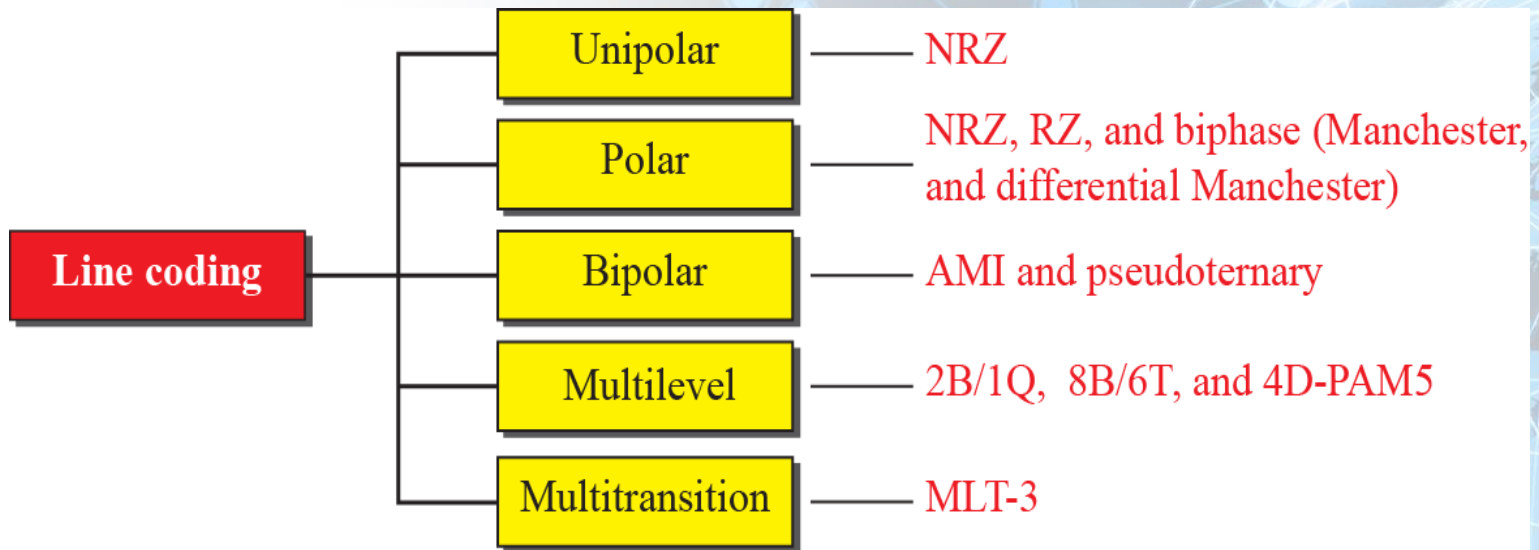 Line coding
Unipolar
NRZ
Polar
NRZ, RZ, and biphase (Manchester,
and differential Manchester)
Bipolar
AMI and pseudoternary
Multilevel
2B/1Q, 8B/6T, and 4D-PAM5
Multitransition
MLT-3